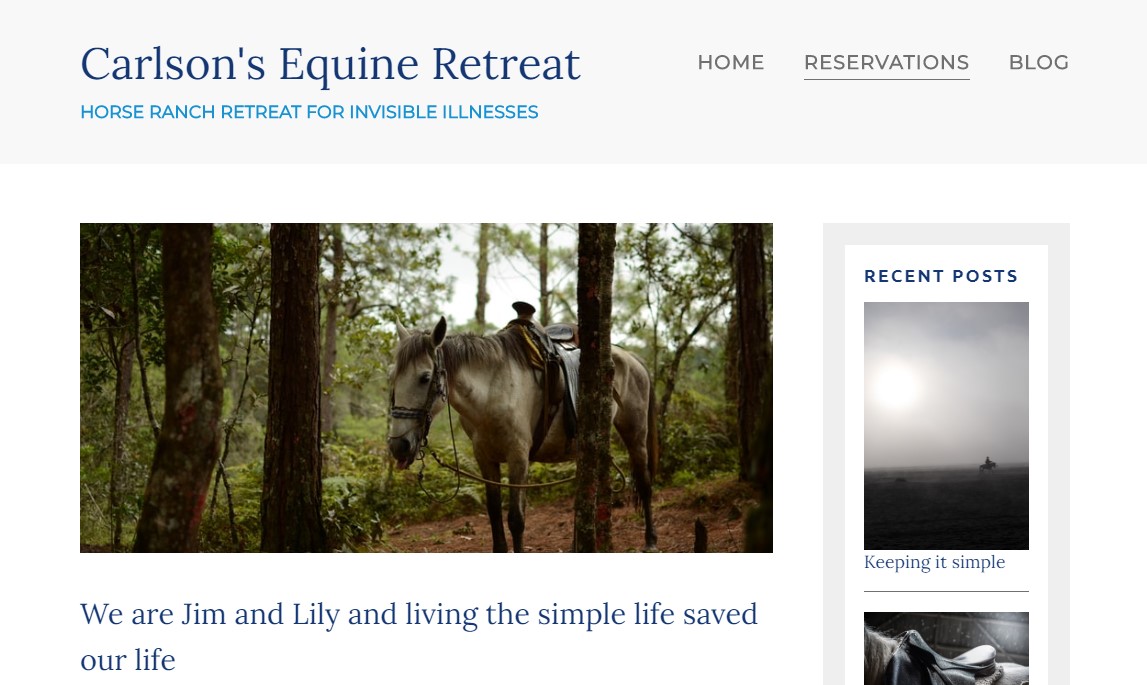 Carlson's Equine Retreat
HORSE RANCH RETREAT FOR INVISIBLE ILLNESSES
HOME
RESERVATIONS
BLOG
We are Jim and Lily and living the simple life saved
our life
RECENT POSTS
Keeping it simple